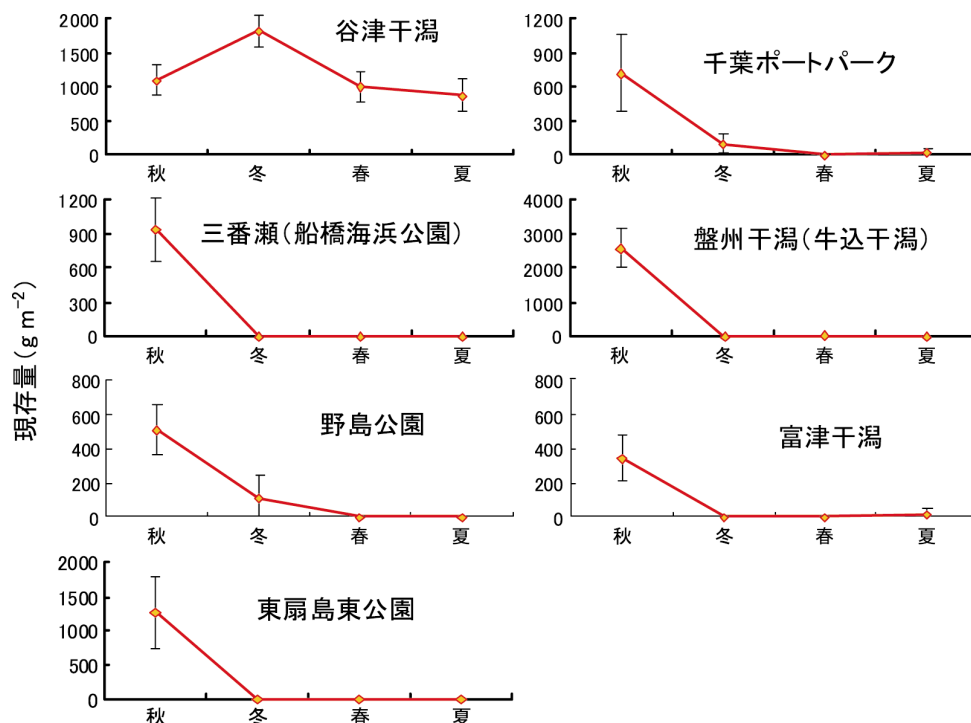 現存量(g m⁻²)
谷津干潟
2000
1500
1000
500
0
秋 冬 春 夏
千葉ポートパーク
1200
900
600
300
0
秋 冬 春 夏
三番瀬(船橋海浜公園)
1200
900
600
300
0
秋 冬 春 夏
盤州干潟(牛込干潟)
4000
3000
2000
1000
0
秋 冬 春 夏
野島公園
800
600
400
200
0
秋 冬 春 夏
富津干潟
800
600
400
200
0
秋 冬 春 夏
東扇島東公園
2000
1500
1000
500
0
秋 冬 春 夏